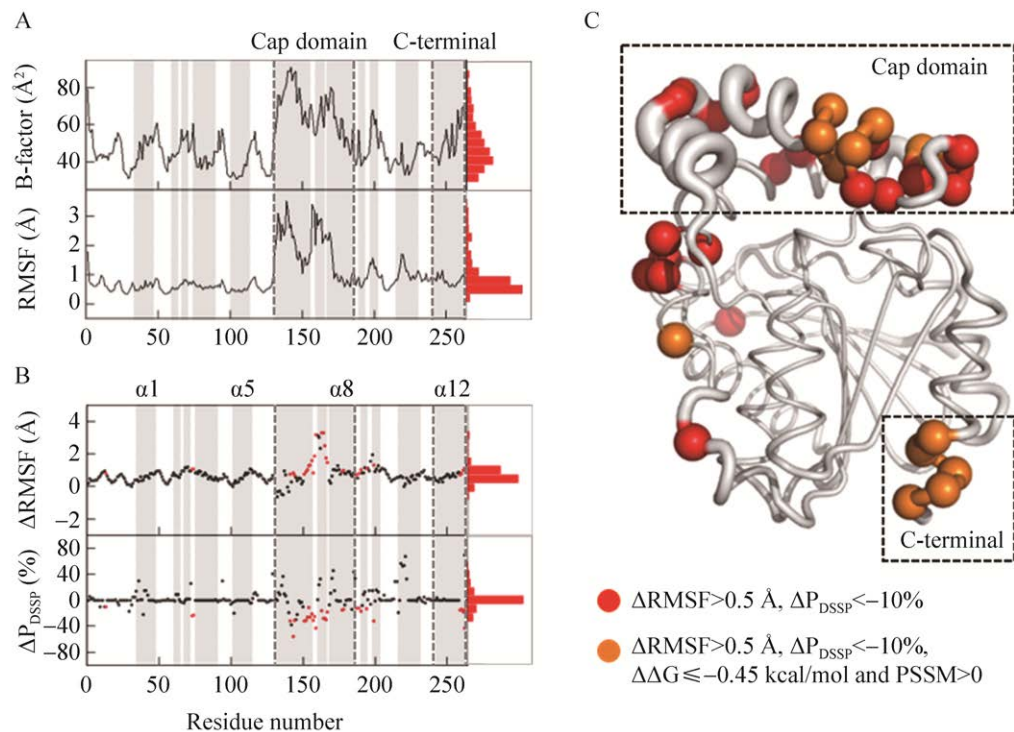 A
Cap domain
C-terminal
B-factor (Å²)
80
60
40
RMSF (Å)
3
2
1
0
0
50
100
150
200
250
B
α1
α5
α8
α12
ΔRMSF (Å)
4
2
0
−2
ΔP_DSSP (%)
80
40
0
−40
−80
0
50
100
150
200
250
Residue number
C
Cap domain
C-terminal
ΔRMSF>0.5 Å, ΔP_DSSP<−10%
ΔRMSF>0.5 Å, ΔP_DSSP<−10%,
ΔΔG⩽−0.45 kcal/mol and PSSM>0